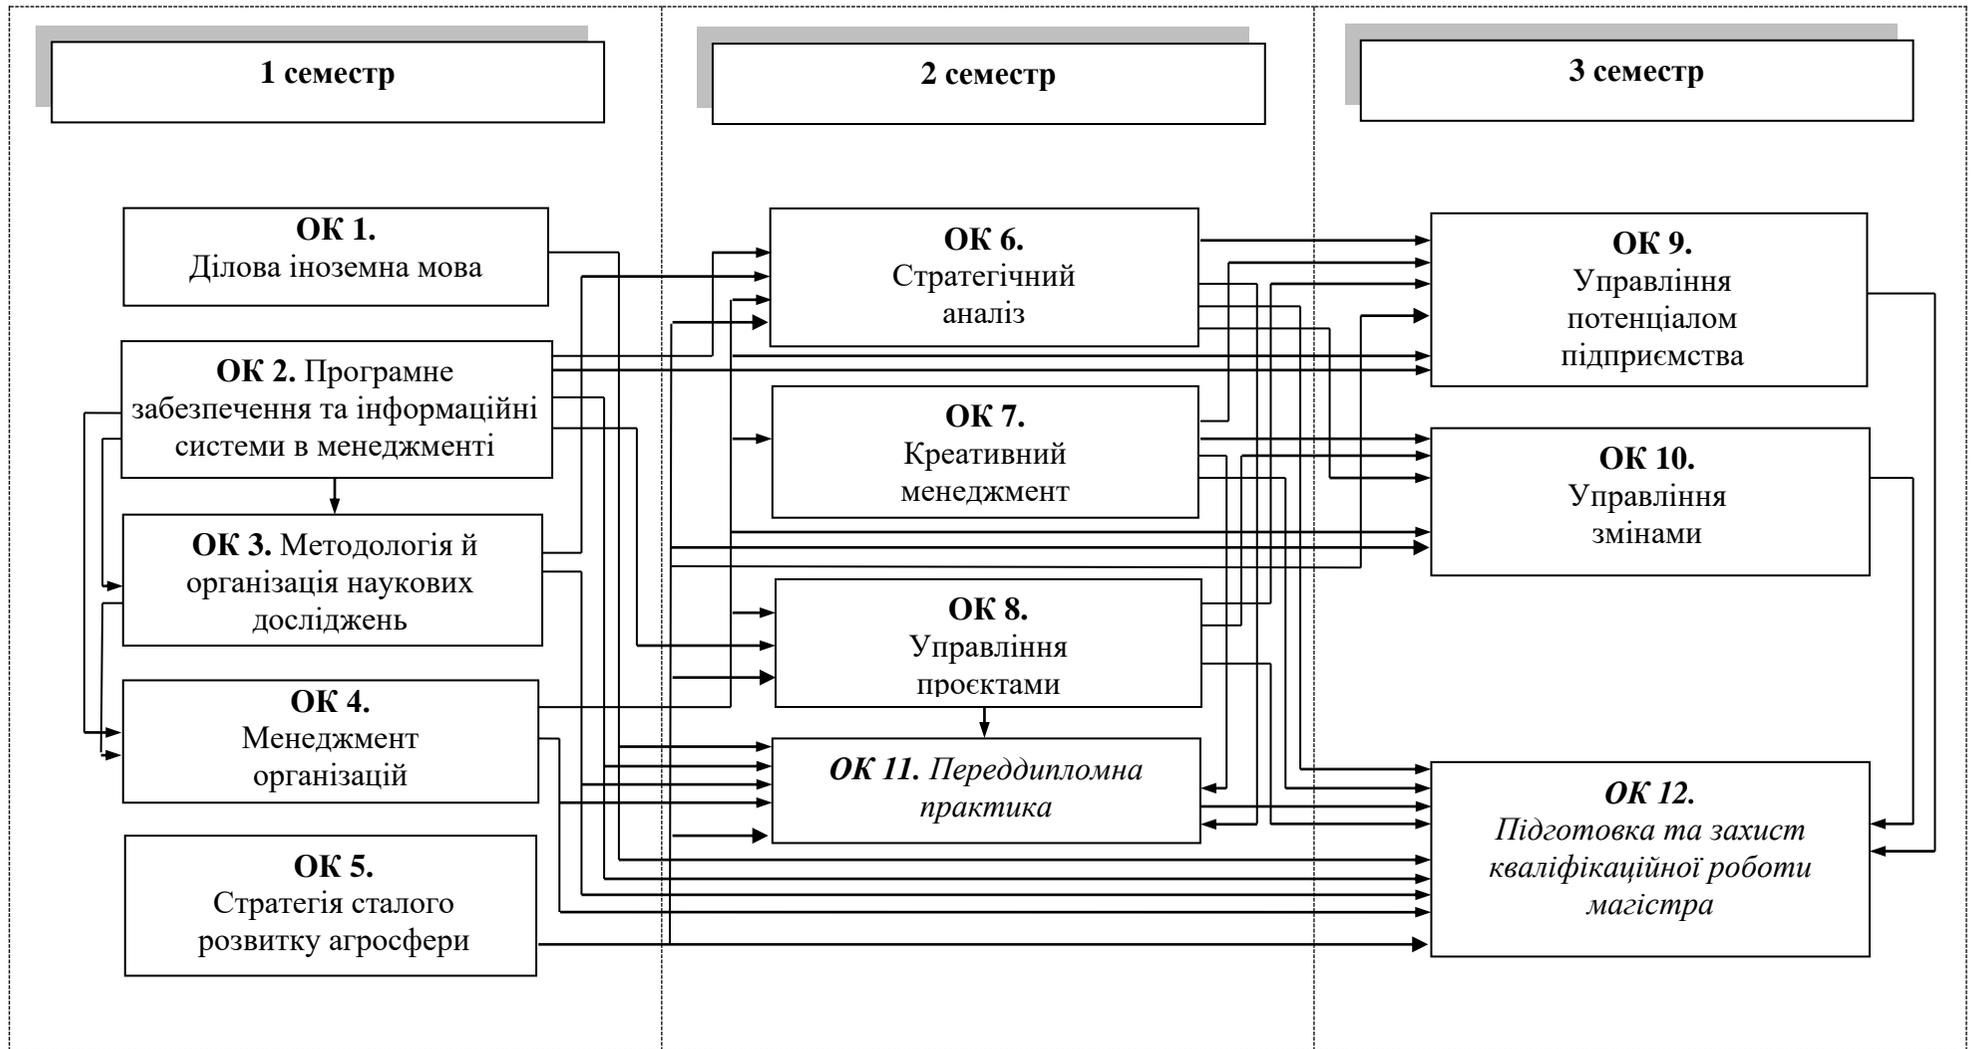 1 семестр
2 семестр
3 семестр
ОК 1.
Ділова іноземна мова
ОК 2. Програмне
забезпечення та інформаційні
системи в менеджменті
ОК 3. Методологія й
організація наукових
досліджень
ОК 4.
Менеджмент
організацій
ОК 5.
Стратегія сталого
розвитку агросфери
ОК 6.
Стратегічний
аналіз
ОК 7.
Креативний
менеджмент
ОК 8.
Управління
проєктами
ОК 11. Переддипломна
практика
ОК 9.
Управління
потенціалом
підприємства
ОК 10.
Управління
змінами
ОК 12.
Підготовка та захист
кваліфікаційної роботи
магістра